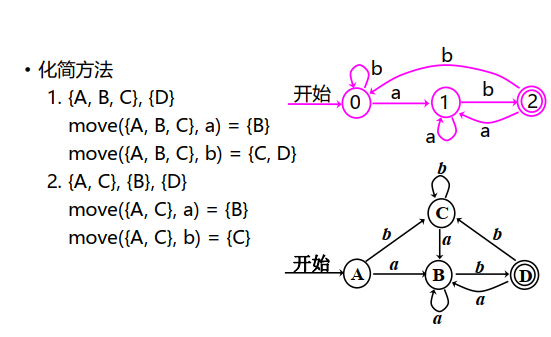 • 化简方法
1. {A, B, C}, {D}
move({A, B, C}, a) = {B}
move({A, B, C}, b) = {C, D}
2. {A, C}, {B}, {D}
move({A, C}, a) = {B}
move({A, C}, b) = {C}
b
b
开始
0
a
1
b
2
a
a
b
C
b
a
b
开始
A
a
B
b
D
a
a